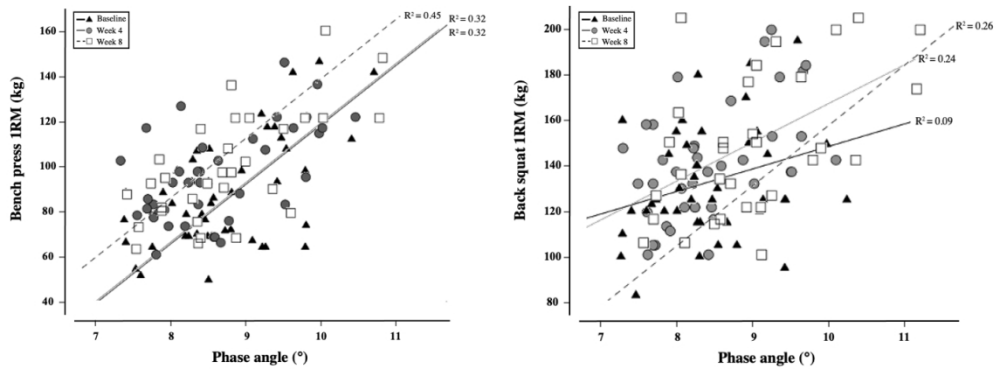 Baseline
Week 4
Week 8
R² = 0.45
R² = 0.32
R² = 0.32
Bench press 1RM (kg)
160
140
120
100
80
60
40
7 8 9 10 11
Phase angle (°)
Baseline
Week 4
Week 8
R² = 0.26
R² = 0.24
R² = 0.09
Back squat 1RM (kg)
200
180
160
140
120
100
80
7 8 9 10 11
Phase angle (°)